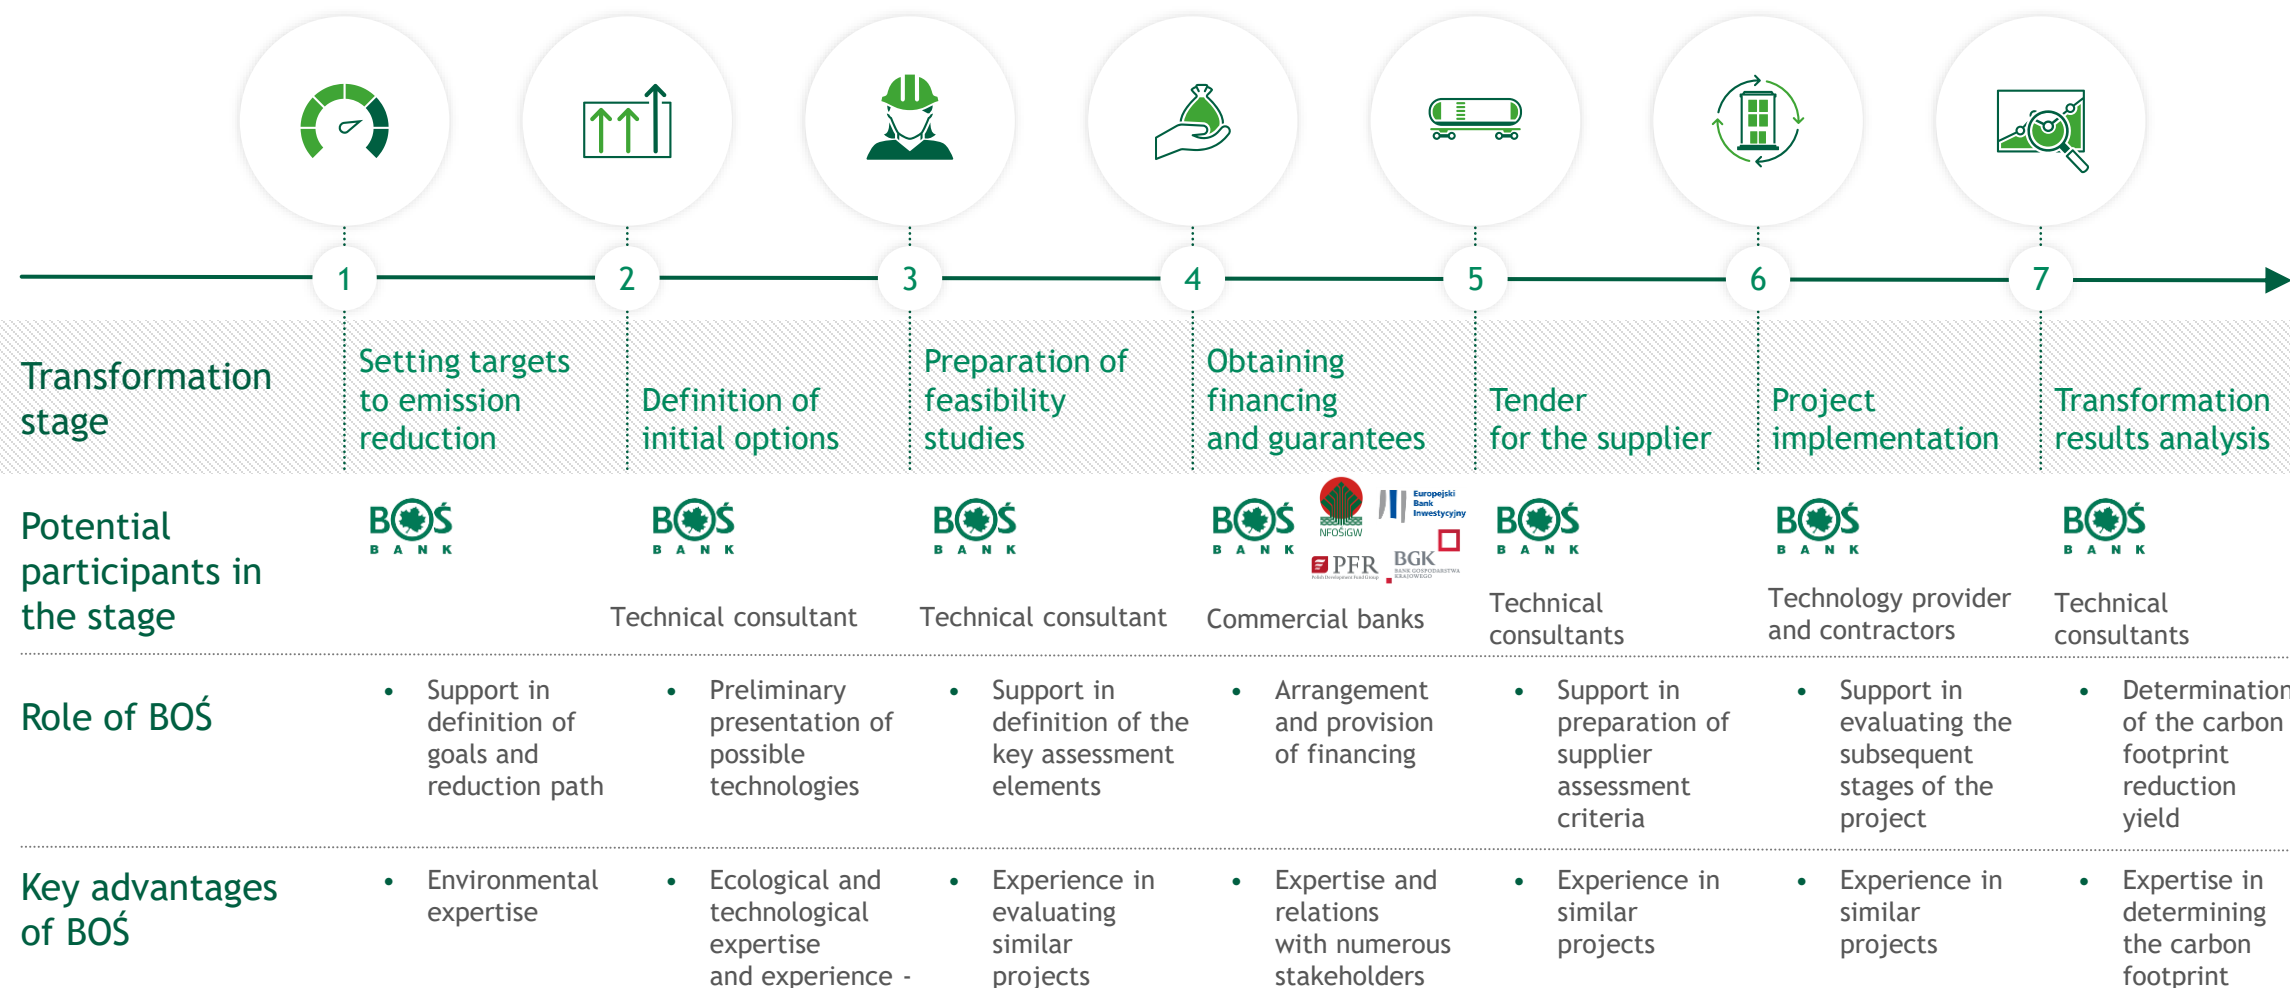 1 2 3 4 5 6 7
Transformation
stage
Setting targets
to emission
reduction
Definition of
initial options
Preparation of
feasibility
studies
Obtaining
financing
and guarantees
Tender
for the supplier
Project
implementation
Transformation
results analysis
Potential
participants in
the stage
BOŚ
BANK
BOŚ
BANK
Technical consultant
BOŚ
BANK
Technical consultant
BOŚ
BANK
NFOŚiGW
Europejski
Bank
Inwestycyjny
PFR
Polish Development Fund Group
BGK
BANK GOSPODARSTWA
KRAJOWEGO
Commercial banks
BOŚ
BANK
Technical
consultants
BOŚ
BANK
Technology provider
and contractors
BOŚ
BANK
Technical
consultants
Role of BOŚ
• Support in
definition of
goals and
reduction path
• Preliminary
presentation of
possible
technologies
• Support in
definition of the
key assessment
elements
• Arrangement
and provision
of financing
• Support in
preparation of
supplier
assessment
criteria
• Support in
evaluating the
subsequent
stages of the
project
• Determination
of the carbon
footprint
reduction
yield
Key advantages
of BOŚ
• Environmental
expertise
• Ecological and
technological
expertise
and experience -
• Experience in
evaluating
similar
projects
• Expertise and
relations
with numerous
stakeholders
• Experience in
similar
projects
• Experience in
similar
projects
• Expertise in
determining
the carbon
footprint